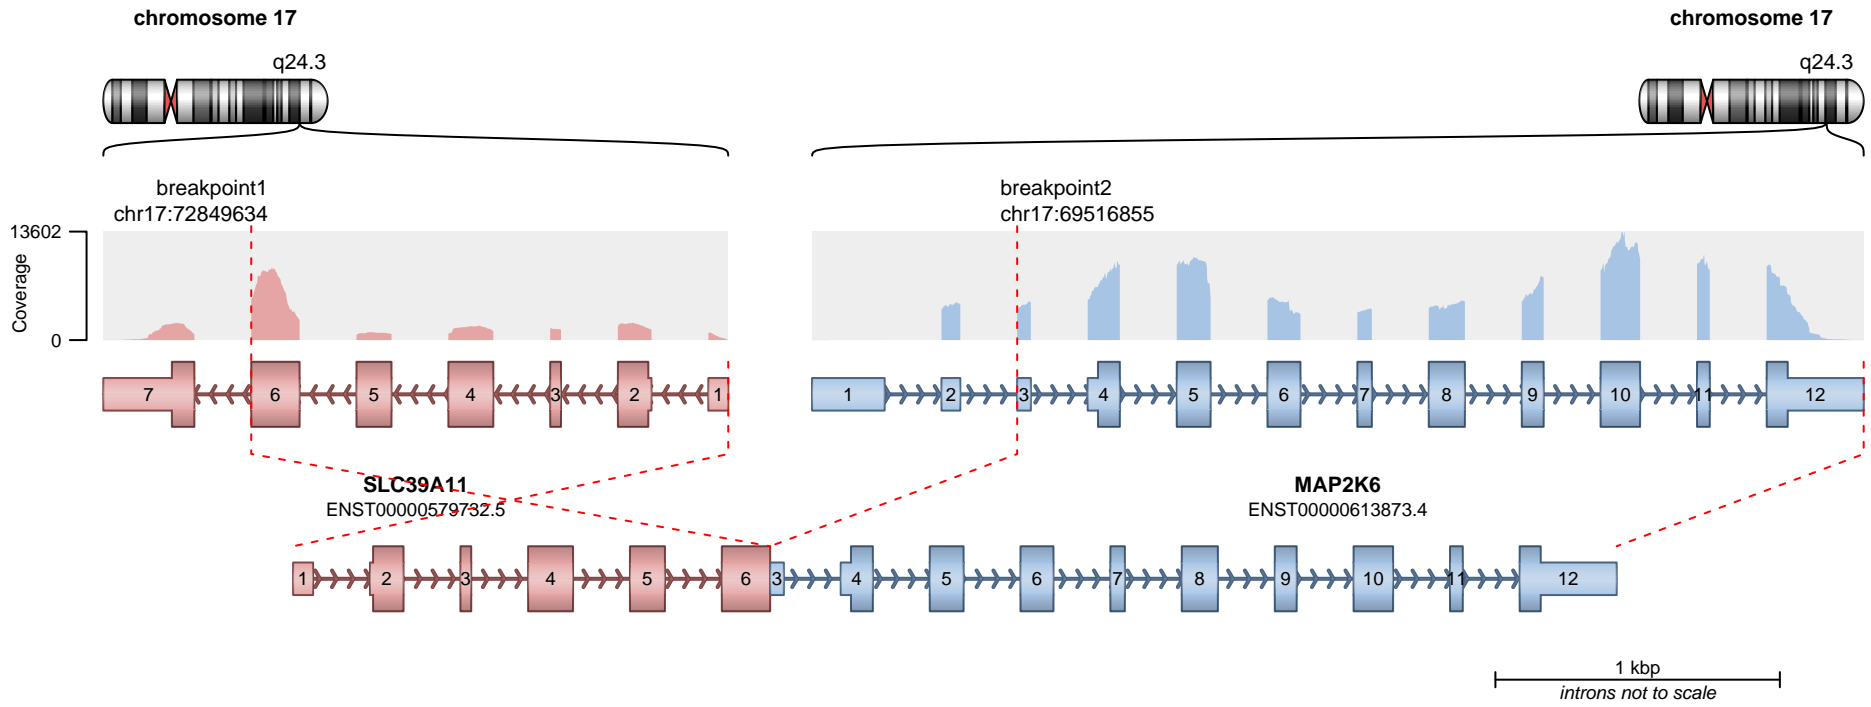 chromosome 17
chromosome 17
q24.3
q24.3
breakpoint1
chr17:72849634
breakpoint2
chr17:69516855
13602
Coverage
0
7 6 5 4 3 2 1
1 2 3 4 5 6 7 8 9 10 11 12
SLC39A11
ENST00000579732.5
MAP2K6
ENST00000613873.4
1 2 3 4 5 6 3 4 5 6 7 8 9 10 11 12
1 kbp
introns not to scale